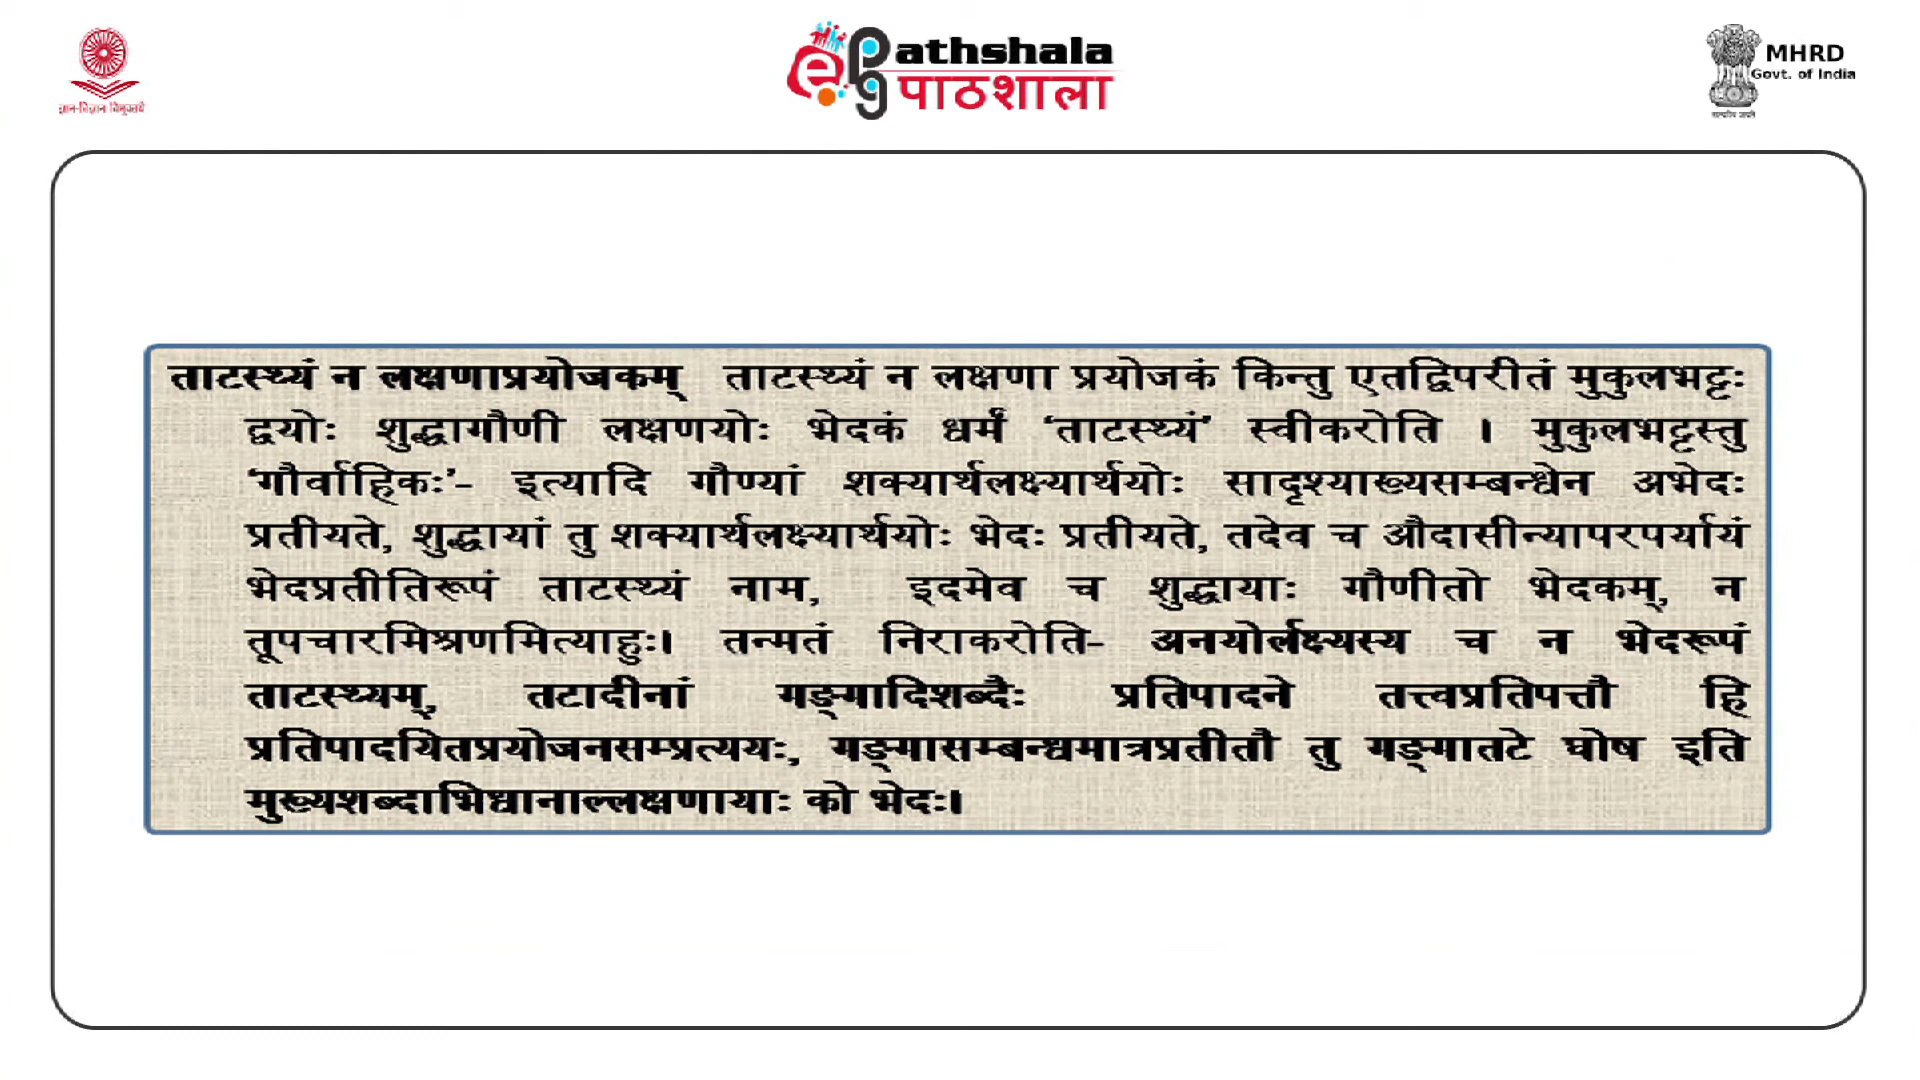 ज्ञान-विज्ञान विमुक्तये
ePathshala
पाठशाला
MHRD
Govt. of India
सत्यमेव जयते
ताटस्थ्यं न लक्षणाप्रयोजकम् ताटस्थ्यं न लक्षणा प्रयोजकं किन्तु एतद्विपरीतं मुकुलभट्टः
द्वयोः शुद्धागौणी लक्षणयोः भेदकं धर्मं ‘ताटस्थ्यं’ स्वीकरोति । मुकुलभट्टस्तु
‘गौर्वाहिकः’- इत्यादि गौण्यां शक्यार्थलक्ष्यार्थयोः सादृश्याख्यसम्बन्धेन अभेदः
प्रतीयते, शुद्धायां तु शक्यार्थलक्ष्यार्थयोः भेदः प्रतीयते, तदेव च औदासीन्यापरपर्यायं
भेदप्रतीतिरूपं ताटस्थ्यं नाम, इदमेव च शुद्धायाः गौणीतो भेदकम्, न
तूपचारमिश्रणमित्याहुः। तन्मतं निराकरोति- अनयोर्लक्ष्यस्य च न भेदरूपं
ताटस्थ्यम्, तटादीनां गङ्गादिशब्दैः प्रतिपादने तत्त्वप्रतिपत्तौ हि
प्रतिपादयितप्रयोजनसम्प्रत्ययः, गङ्गासम्बन्धमात्रप्रतीतौ तु गङ्गातटे घोष इति
मुख्यशब्दाभिधानाल्लक्षणायाः को भेदः।